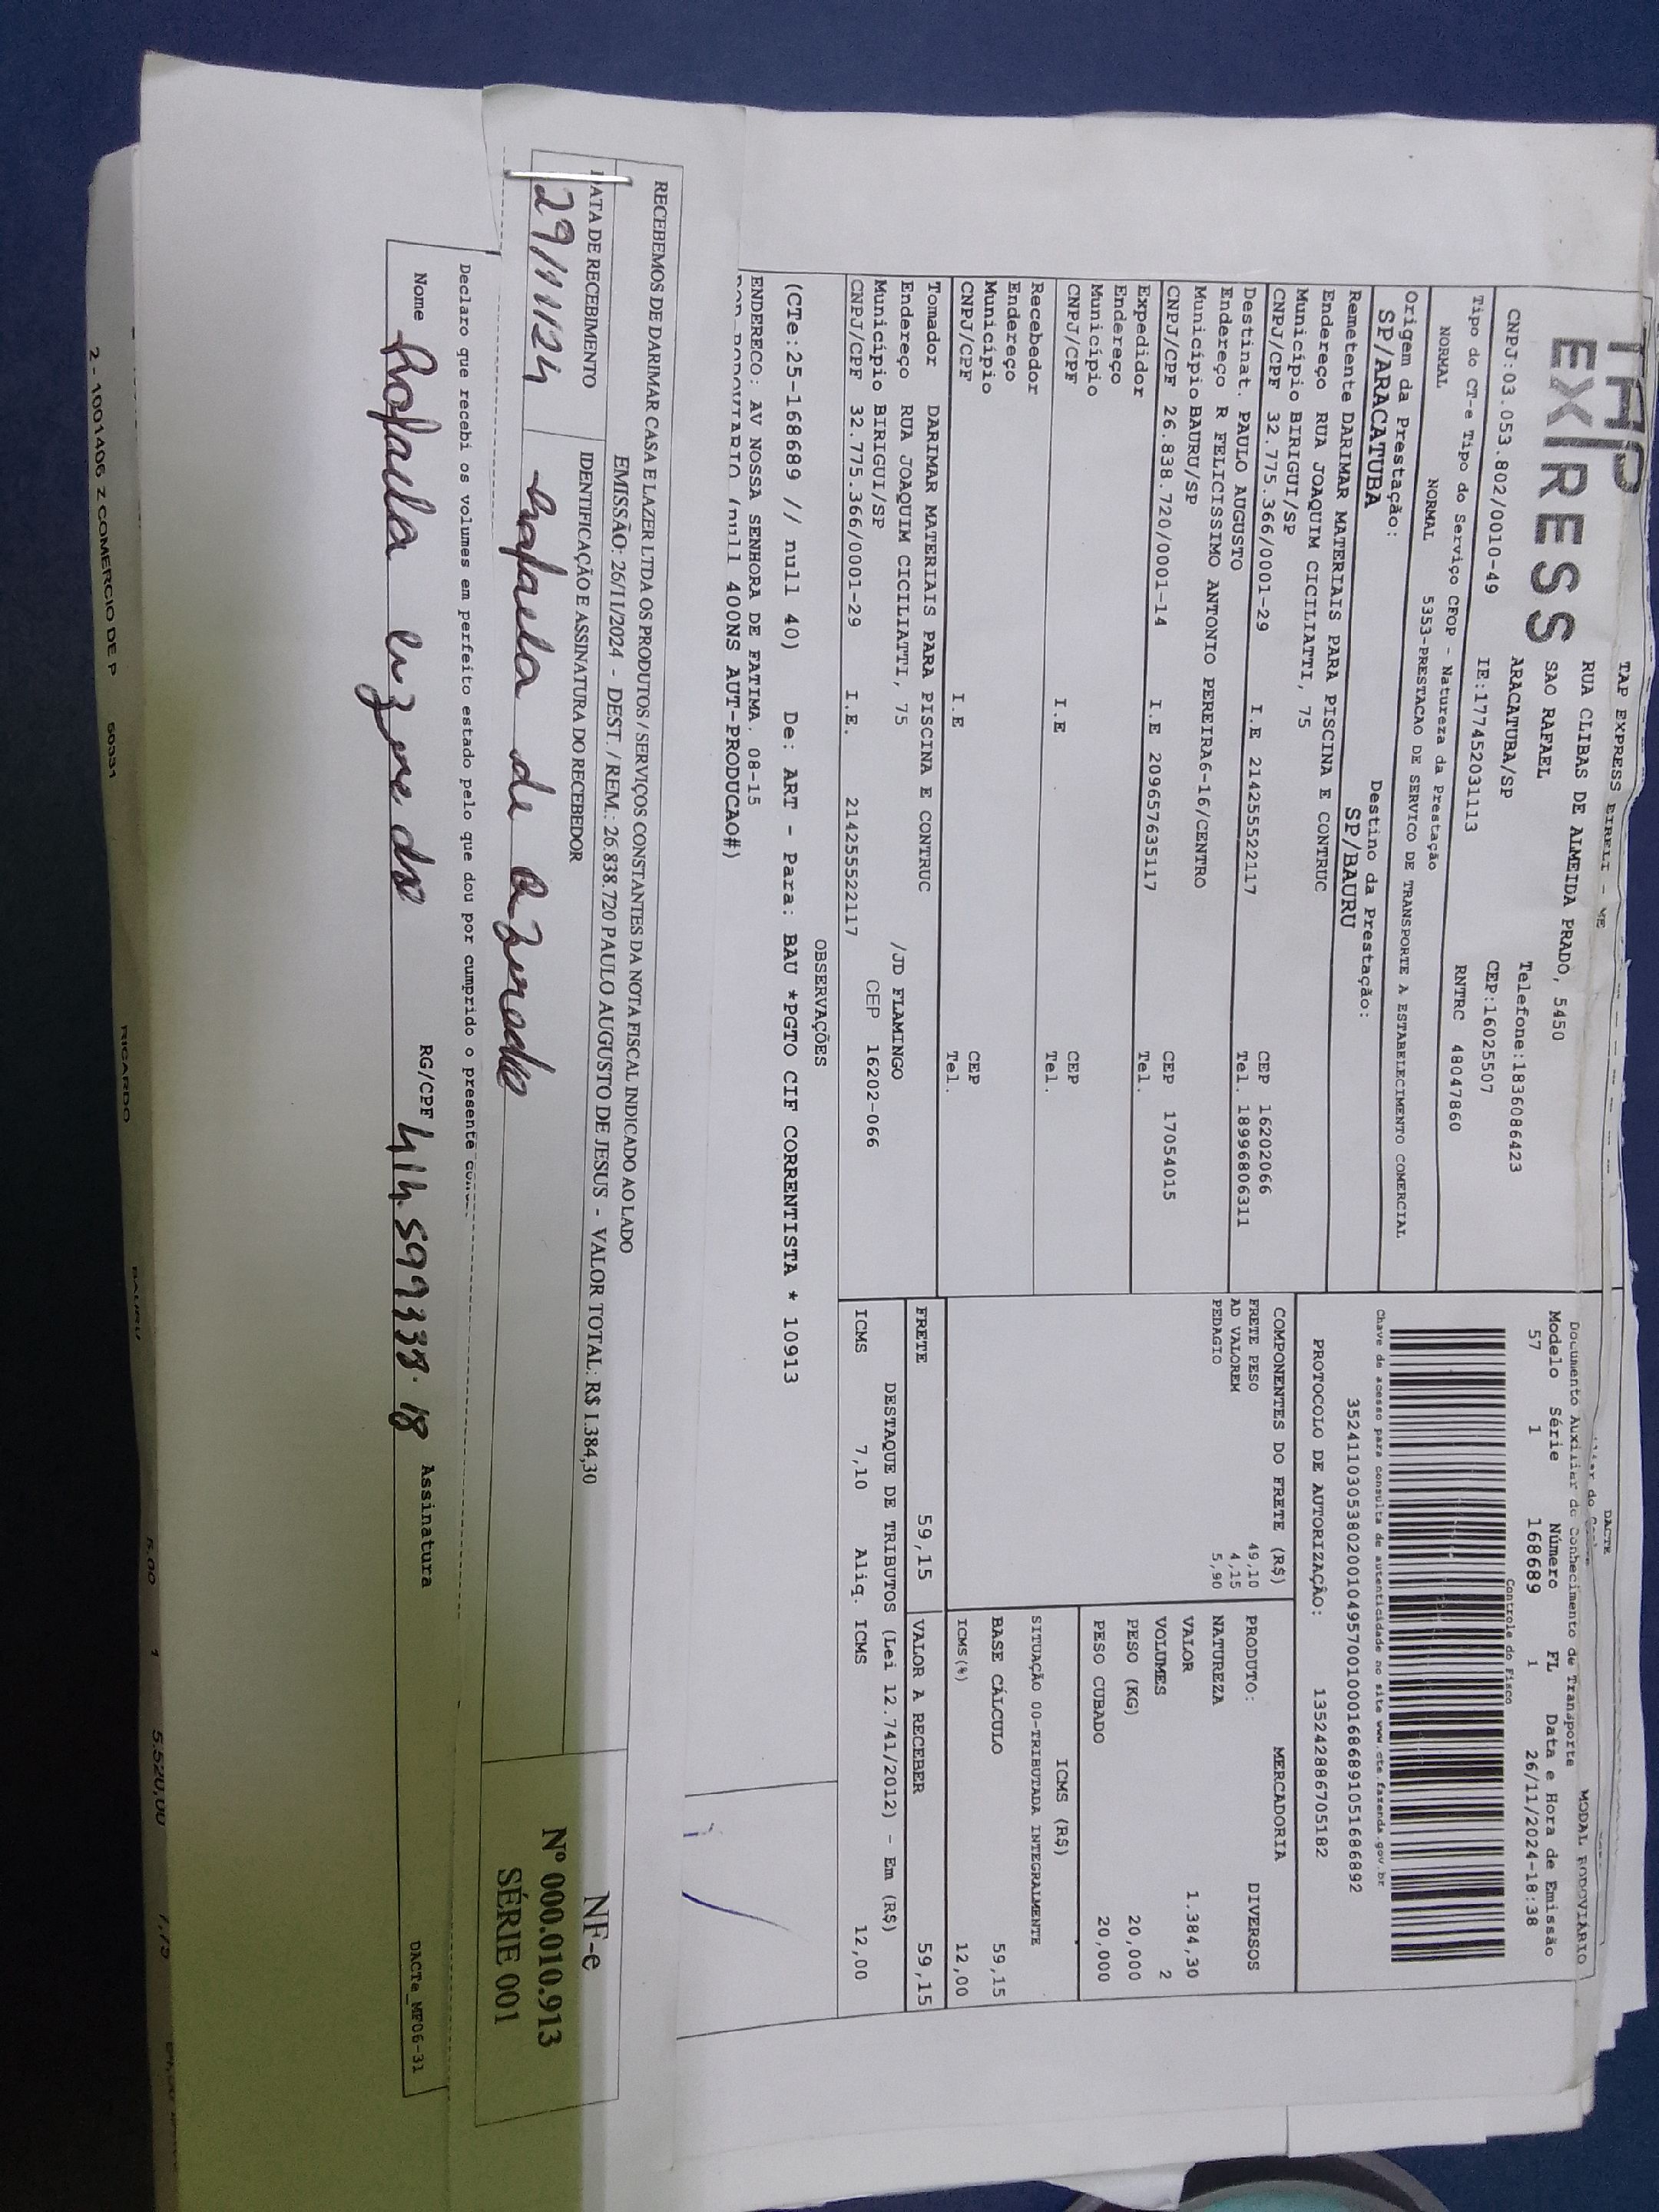 TAP
EXPRESS
TAP EXPRESS EIRELI - ME
RUA CLIBAS DE ALMEIDA PRADO, 5450
SAO RAFAEL
ARACATUBA/SP
Telefone:1836086423
CNPJ:03.053.802/0010-49
IE:177452031113
CEP:16025507
RNTRC 48047860
Tipo do CT-e Tipo do Serviço CFOP - Natureza da Prestação
NORMAL NORMAL 5353-PRESTACAO DE SERVICO DE TRANSPORTE A ESTABELECIMENTO COMERCIAL
Origem da Prestação: Destino da Prestação:
SP/ARACATUBA SP/BAURU
Remetente DARIMAR MATERIAIS PARA PISCINA E CONTRUC
Endereço RUA JOAQUIM CICILIATTI, 75
Município BIRIGUI/SP CEP 16202066
CNPJ/CPF 32.775.366/0001-29 I.E 214255522117 Tel. 18996806311
Destinat. PAULO AUGUSTO
Endereço R FELICISSIMO ANTONIO PEREIRA6-16/CENTRO
Município BAURU/SP CEP 17054015
CNPJ/CPF 26.838.720/0001-14 I.E 209657635117 Tel.
Expedidor
Endereço
Município CEP
CNPJ/CPF I.E Tel.
Recebedor
Endereço
Município CEP
CNPJ/CPF I.E Tel.
Tomador DARIMAR MATERIAIS PARA PISCINA E CONTRUC
Endereço RUA JOAQUIM CICILIATTI, 75 /JD FLAMINGO
Município BIRIGUI/SP CEP 16202-066
CNPJ/CPF 32.775.366/0001-29 I.E. 214255522117
OBSERVAÇÕES
(CTe:25-168689 // null 40) De: ART - Para: BAU *PGTO CIF CORRENTISTA * 10913
ENDERECO: AV NOSSA SENHORA DE FATIMA. 08-15
(null 400NS AUT-PRODUCAO#)
DACTE
MODAL RODOVIÁRIO
Documento Auxiliar do Conhecimento de Transporte
Modelo Série Número FL Data e Hora de Emissão
57 1 168689 1 26/11/2024-18:38
Controle do Fisco
Chave de acesso para consulta de autenticidade no site www.cte.fazenda.gov.br
35241103053802001049570010001686891051686892
PROTOCOLO DE AUTORIZAÇÃO: 135242886705182
COMPONENTES DO FRETE (R$)
FRETE PESO 49,10
AD VALOREM 4,15
PEDAGIO 5,90
MERCADORIA
PRODUTO: DIVERSOS
NATUREZA
VALOR 1.384,30
VOLUMES 2
PESO (KG) 20,000
PESO CUBADO 20,000
ICMS (R$)
SITUAÇÃO 00-TRIBUTADA INTEGRALMENTE
BASE CÁLCULO 59,15
ICMS(%) 12,00
FRETE 59,15 VALOR A RECEBER 59,15
DESTAQUE DE TRIBUTOS (Lei 12.741/2012) - Em (R$)
ICMS 7,10 Aliq. ICMS 12,00
RECEBEMOS DE DARIMAR CASA E LAZER LTDA OS PRODUTOS / SERVIÇOS CONSTANTES DA NOTA FISCAL INDICADO AO LADO
EMISSÃO: 26/11/2024 - DEST. / REM.: 26.838.720 PAULO AUGUSTO DE JESUS - VALOR TOTAL: R$ 1.384,30
DATA DE RECEBIMENTO IDENTIFICAÇÃO E ASSINATURA DO RECEBEDOR
29/11/24 Rafaela de Azevedo
NF-e
Nº 000.010.913
SÉRIE 001
Declaro que recebi os volumes em perfeito estado pelo que dou por cumprido o presente
Nome Rafaela RG/CPF Assinatura
DACTe_MF06-31
2 - 1001406 Z COMERCIO DE P 50331 RICARDO BAURU 5,00 1 5.520,00